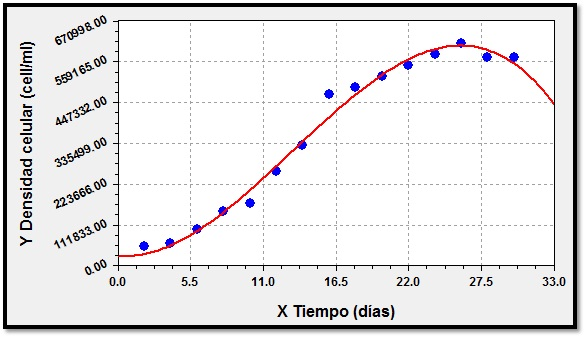 Y Densidad celular (cell/ml)
670998.00
559165.00
447332.00
335499.00
223666.00
111833.00
0.00
0.0 5.5 11.0 16.5 22.0 27.5 33.0
X Tiempo (días)